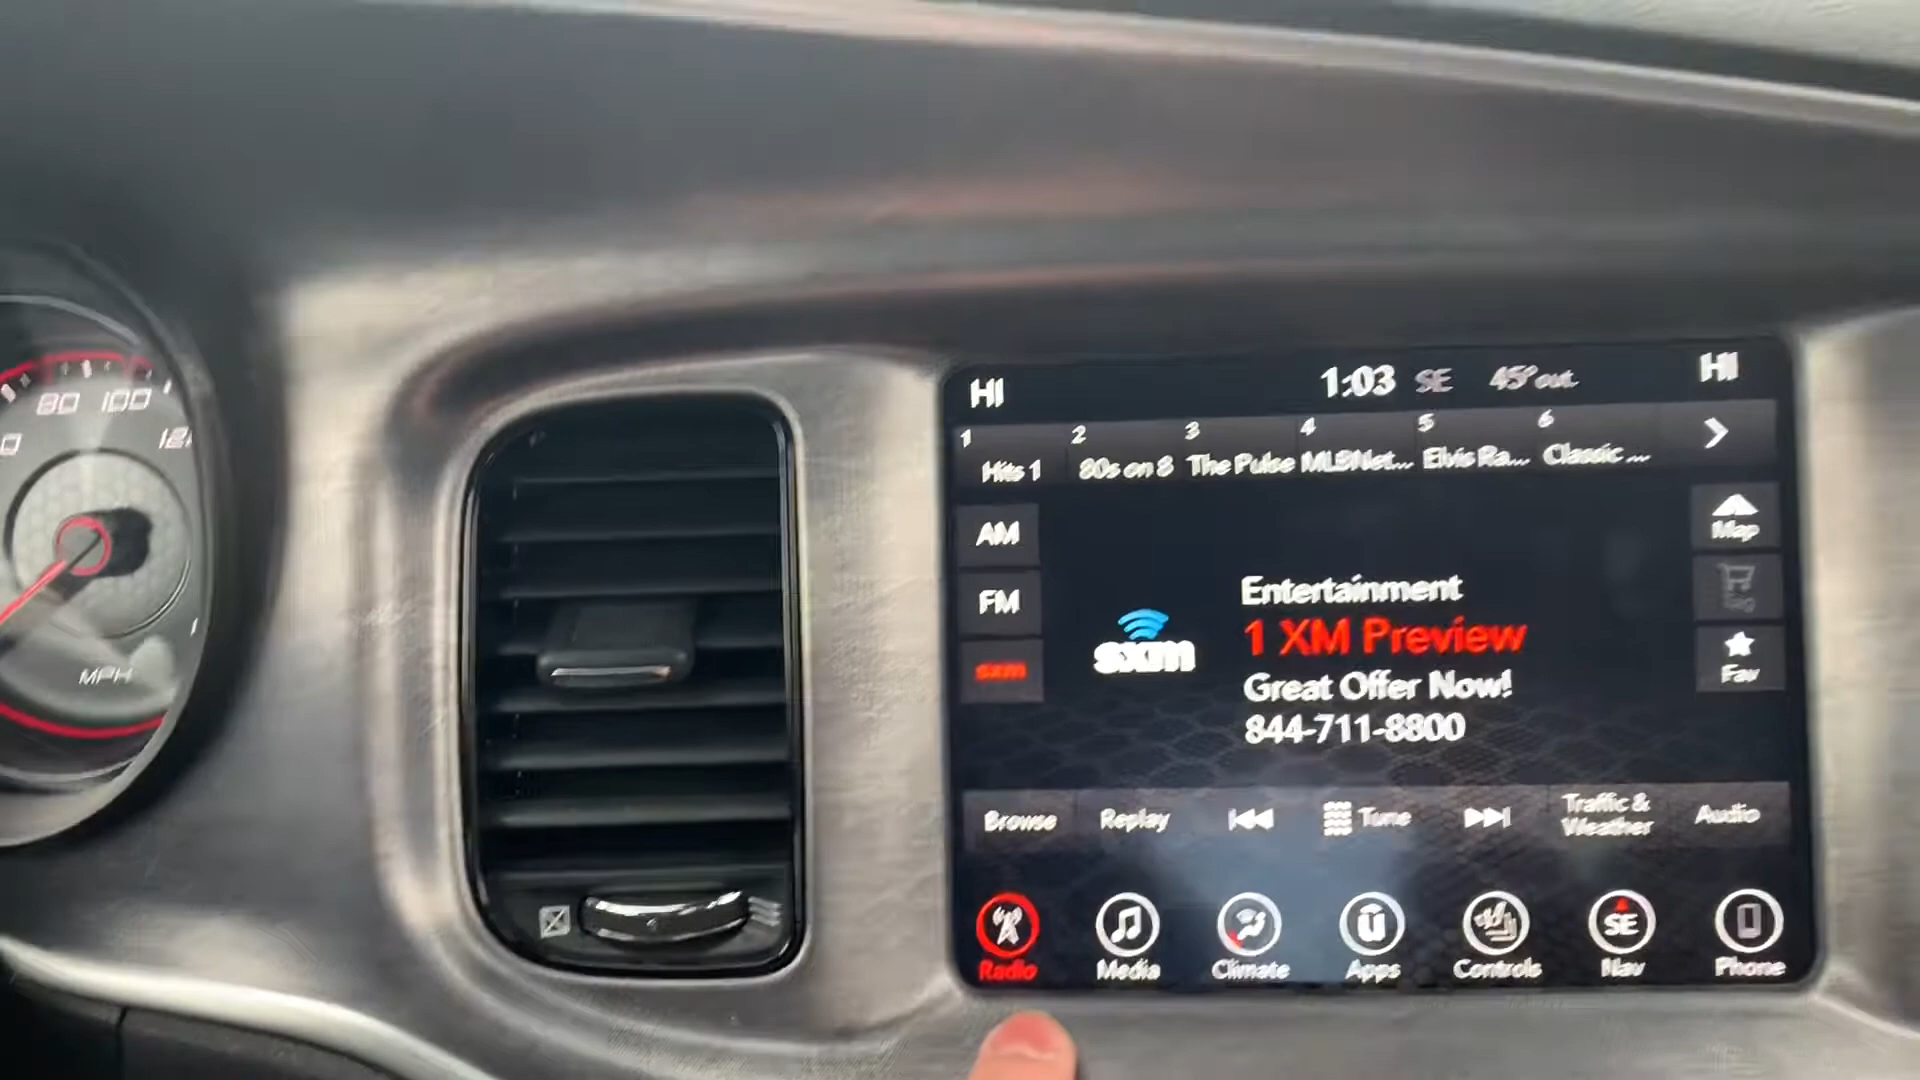 80 100
MPH
HI 1:03 SE 45° out. HI
1 2 3 4 5 6
Hits 1 80s on 8 The Pulse MLBNet... Elvis Ra... Classic ...
AM
FM
sxm
sxm
Entertainment
1 XM Preview
Great Offer Now!
844-711-8800
Map
Fav
Browse Replay Tune Traffic & Weather Audio
SE
Radio Media Climate Apps Controls Nav Phone